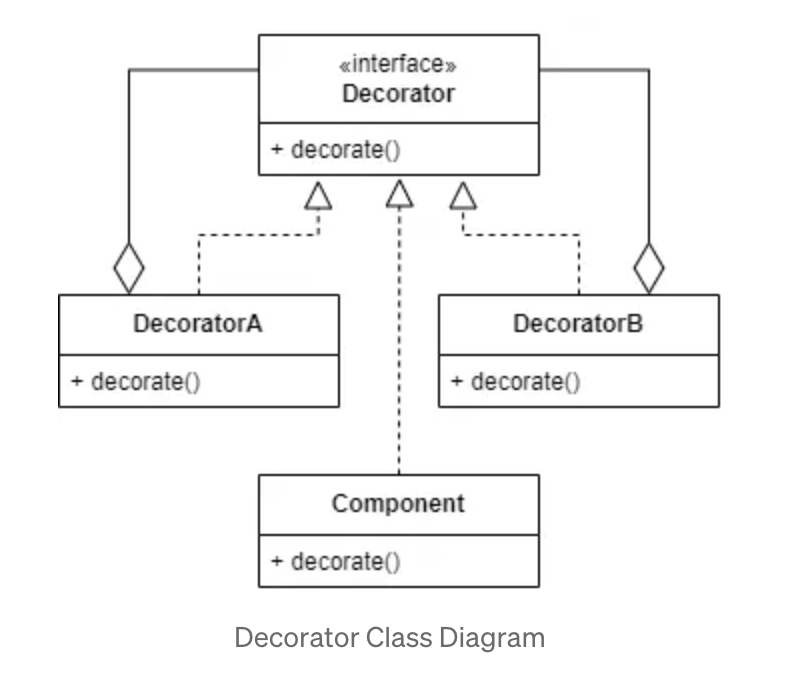 «interface»
Decorator
+ decorate()
DecoratorA
+ decorate()
DecoratorB
+ decorate()
Component
+ decorate()
Decorator Class Diagram